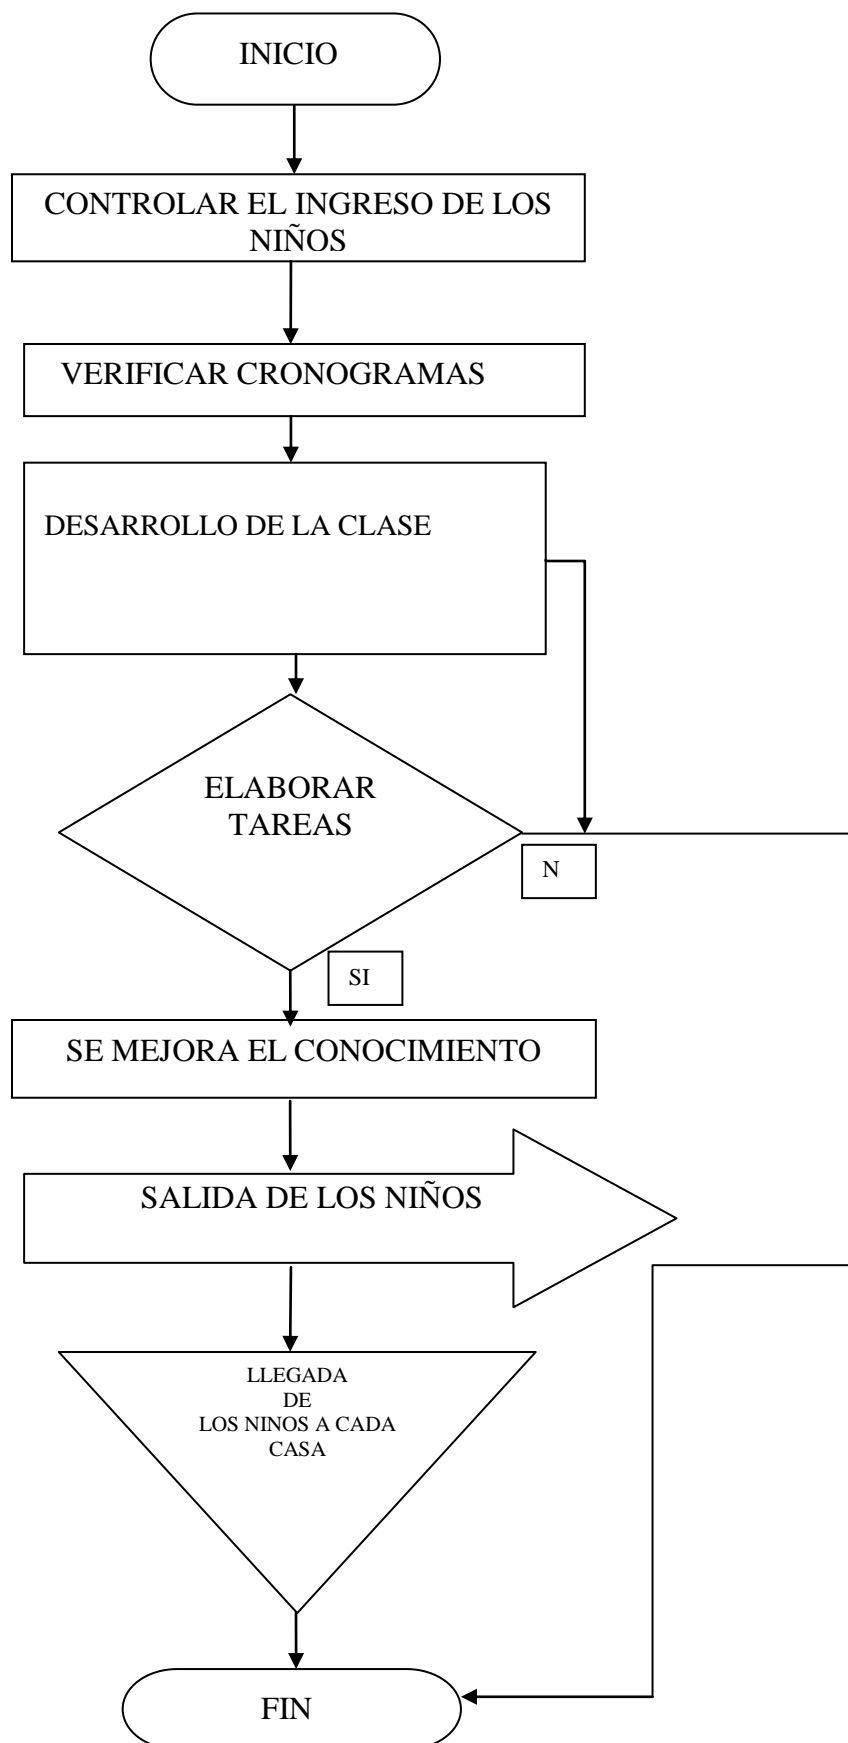 INICIO
CONTROLAR EL INGRESO DE LOS
NIÑOS
VERIFICAR CRONOGRAMAS
DESARROLLO DE LA CLASE
ELABORAR
TAREAS
N
SI
SE MEJORA EL CONOCIMIENTO
SALIDA DE LOS NIÑOS
LLEGADA
DE
LOS NINOS A CADA
CASA
FIN